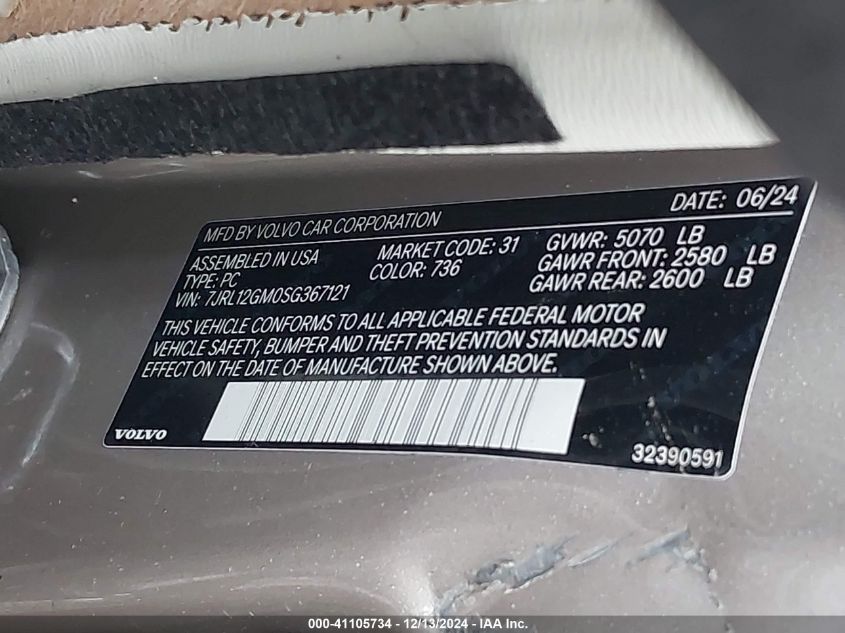 MFD BY VOLVO CAR CORPORATION DATE: 06/24
ASSEMBLED IN USA MARKET CODE: 31 GVWR: 5070 LB
TYPE: PC COLOR: 736 GAWR FRONT: 2580 LB
VIN: 7JRL12GM0SG367121 GAWR REAR: 2600 LB
THIS VEHICLE CONFORMS TO ALL APPLICABLE FEDERAL MOTOR
VEHICLE SAFETY, BUMPER AND THEFT PREVENTION STANDARDS IN
EFFECT ON THE DATE OF MANUFACTURE SHOWN ABOVE.
VOLVO 32390591
000-41105734 - 12/13/2024 - IAA Inc.